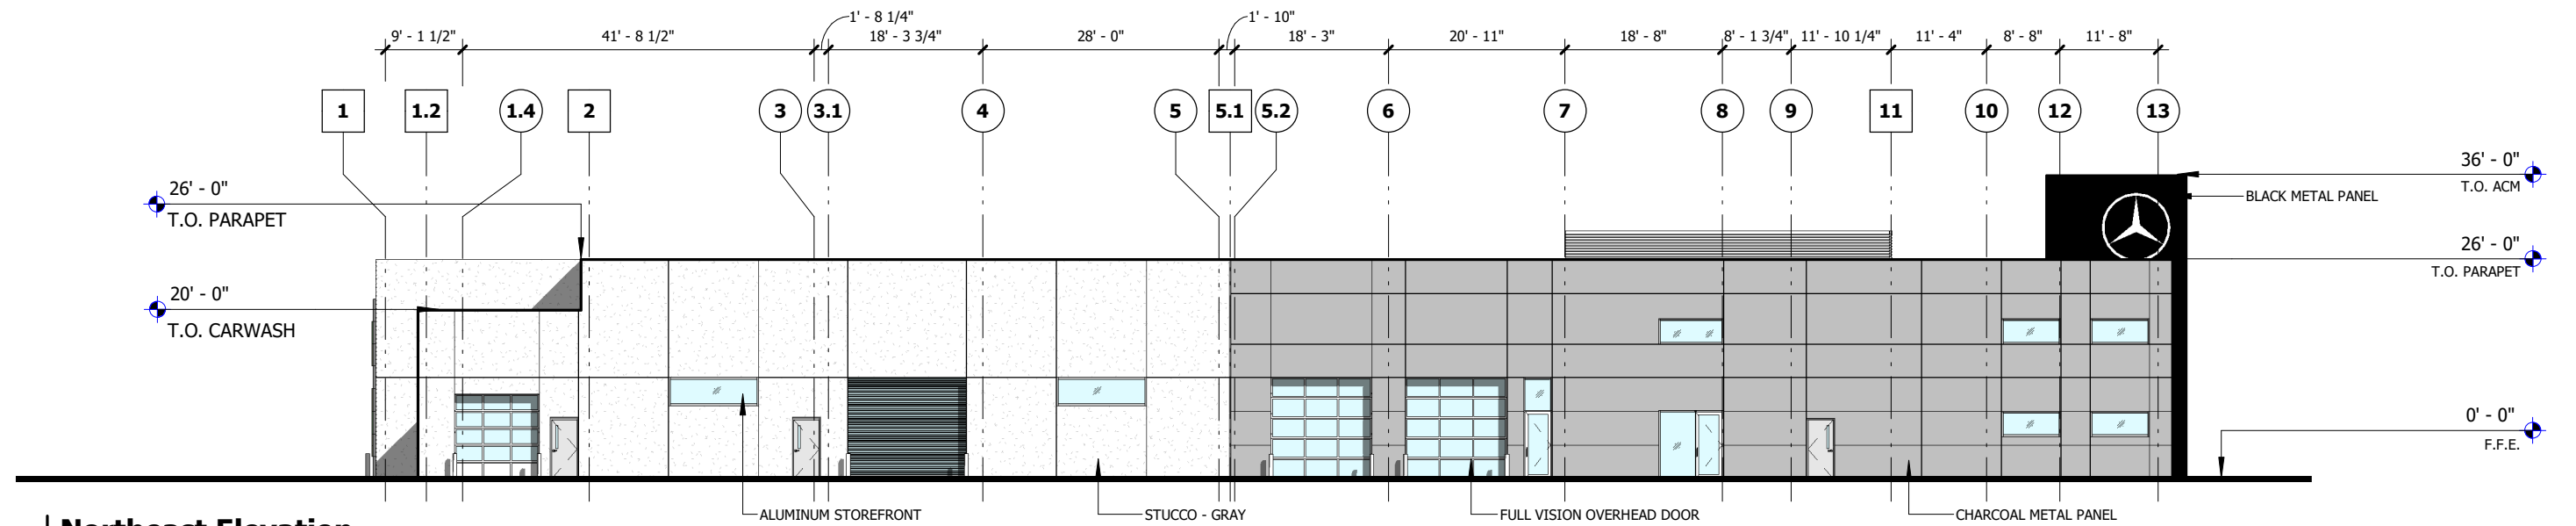 1' - 8 1/4"
1' - 10"
9' - 1 1/2"
41' - 8 1/2"
18' - 3 3/4"
28' - 0"
18' - 3"
20' - 11"
18' - 8"
8' - 1 3/4"
11' - 10 1/4"
11' - 4"
8' - 8"
11' - 8"
1
1.2
1.4
2
3
3.1
4
5
5.1
5.2
6
7
8
9
11
10
12
13
26' - 0"
T.O. PARAPET
20' - 0"
T.O. CARWASH
36' - 0"
T.O. ACM
BLACK METAL PANEL
26' - 0"
T.O. PARAPET
0' - 0"
F.F.E.
ALUMINUM STOREFRONT
STUCCO - GRAY
FULL VISION OVERHEAD DOOR
CHARCOAL METAL PANEL
Northeast Elevation